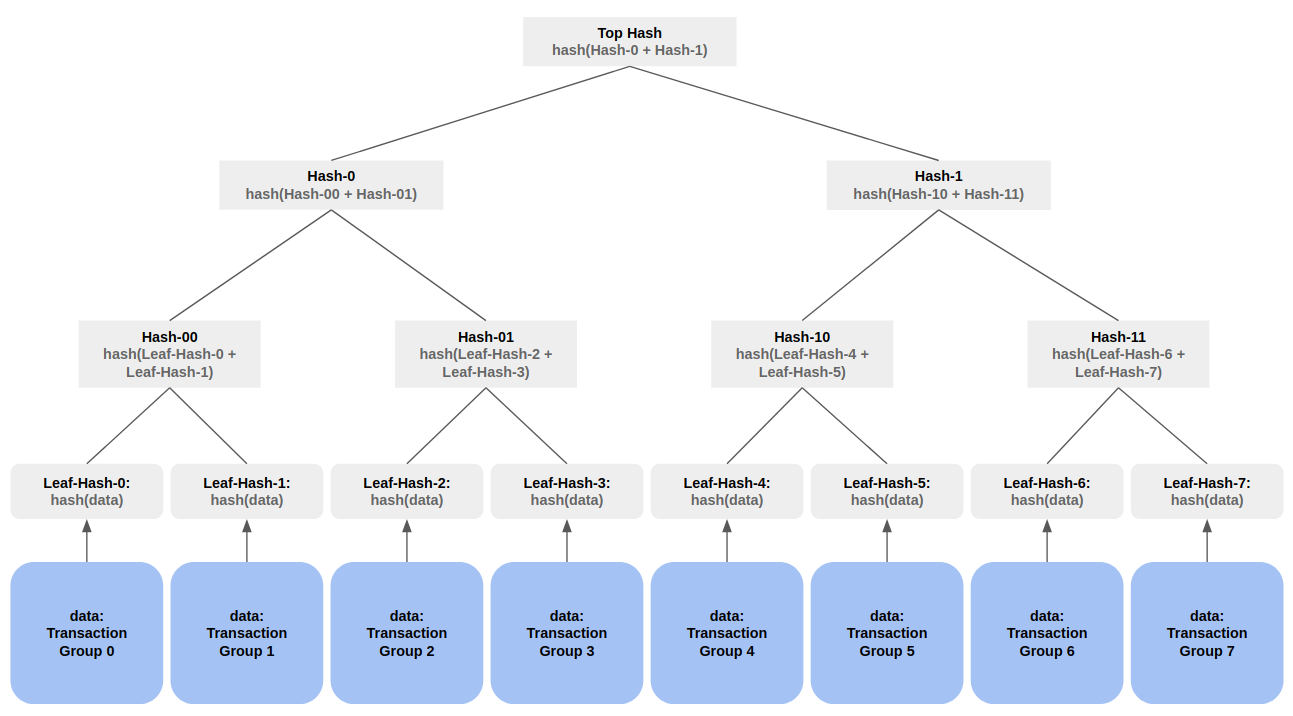 Top Hash
hash(Hash-0 + Hash-1)
Hash-0
hash(Hash-00 + Hash-01)
Hash-1
hash(Hash-10 + Hash-11)
Hash-00
hash(Leaf-Hash-0 +
Leaf-Hash-1)
Hash-01
hash(Leaf-Hash-2 +
Leaf-Hash-3)
Hash-10
hash(Leaf-Hash-4 +
Leaf-Hash-5)
Hash-11
hash(Leaf-Hash-6 +
Leaf-Hash-7)
Leaf-Hash-0:
hash(data)
Leaf-Hash-1:
hash(data)
Leaf-Hash-2:
hash(data)
Leaf-Hash-3:
hash(data)
Leaf-Hash-4:
hash(data)
Leaf-Hash-5:
hash(data)
Leaf-Hash-6:
hash(data)
Leaf-Hash-7:
hash(data)
data:
Transaction
Group 0
data:
Transaction
Group 1
data:
Transaction
Group 2
data:
Transaction
Group 3
data:
Transaction
Group 4
data:
Transaction
Group 5
data:
Transaction
Group 6
data:
Transaction
Group 7